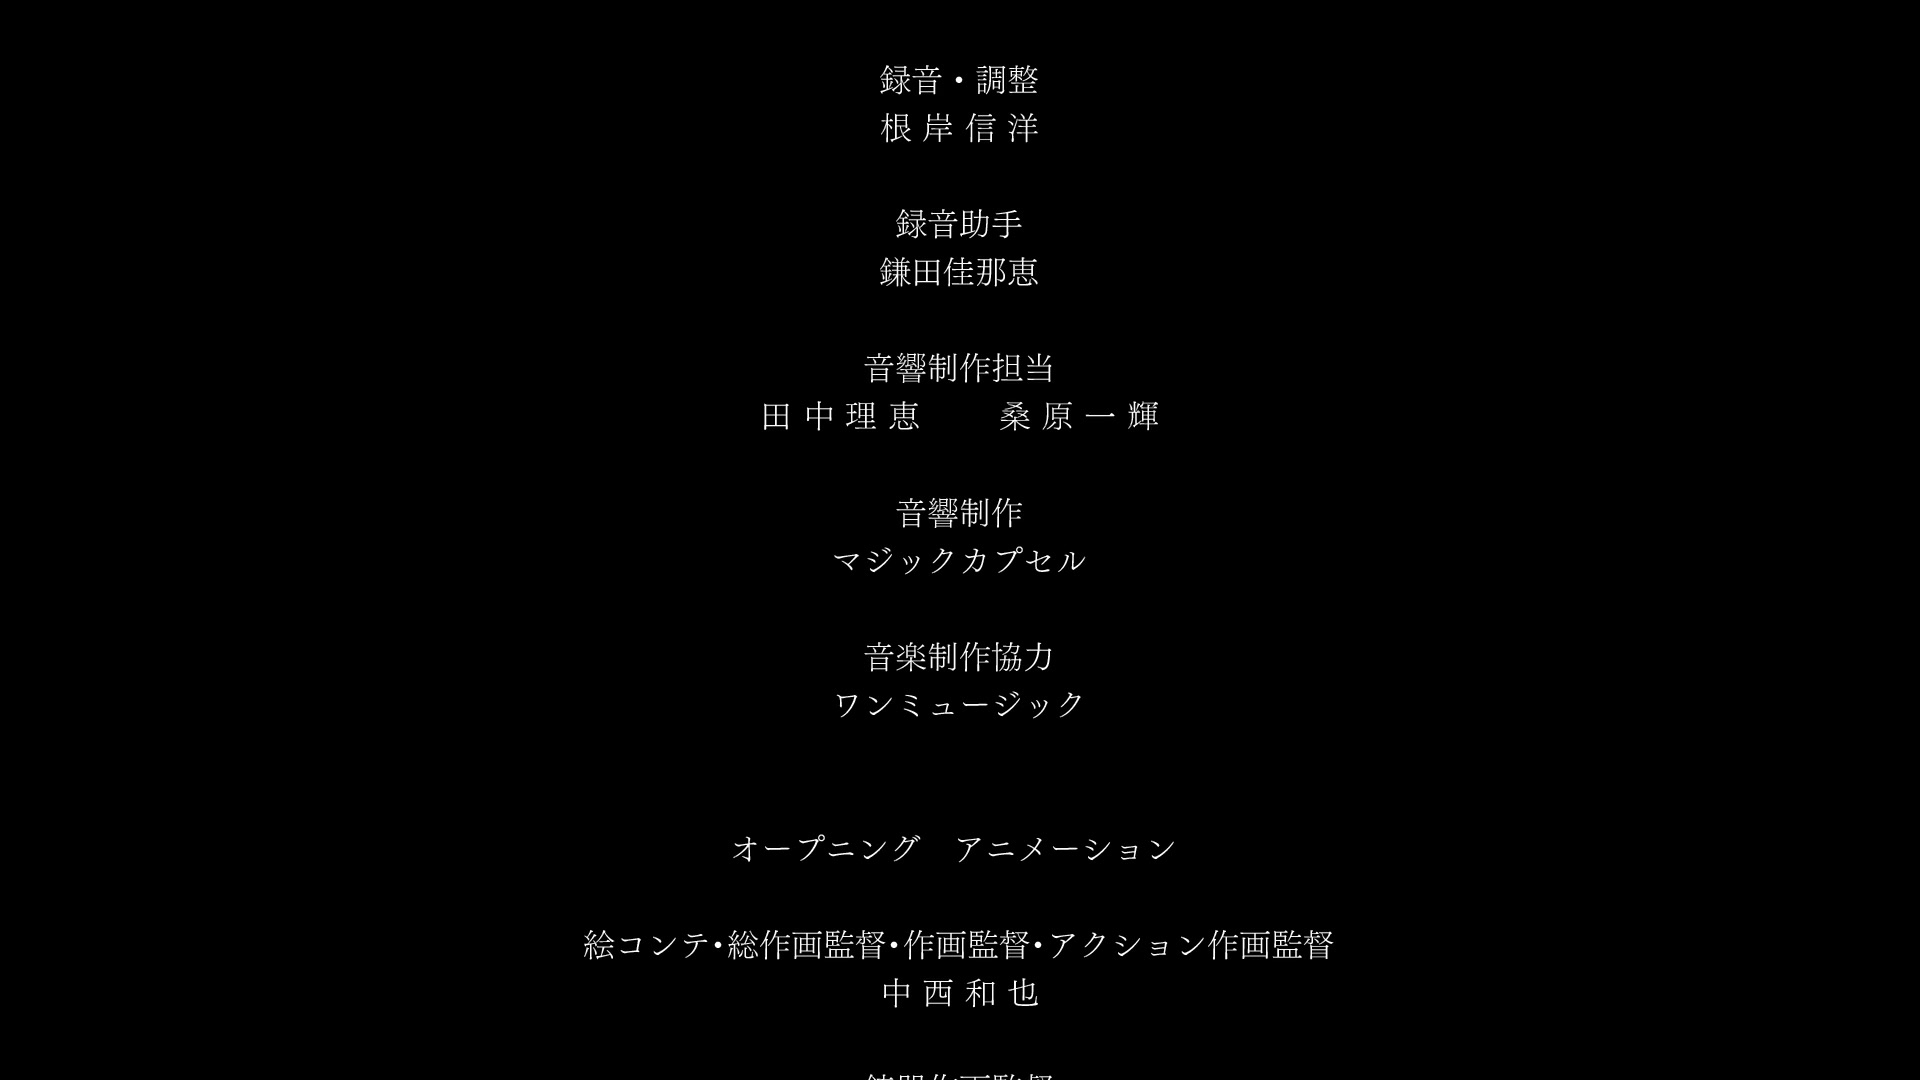 録音・調整
根岸信洋
録音助手
鎌田佳那恵
音響制作担当
田中理恵　　桑原一輝
音響制作
マジックカプセル
音楽制作協力
ワンミュージック
オープニング　アニメーション
絵コンテ・総作画監督・作画監督・アクション作画監督
中西和也